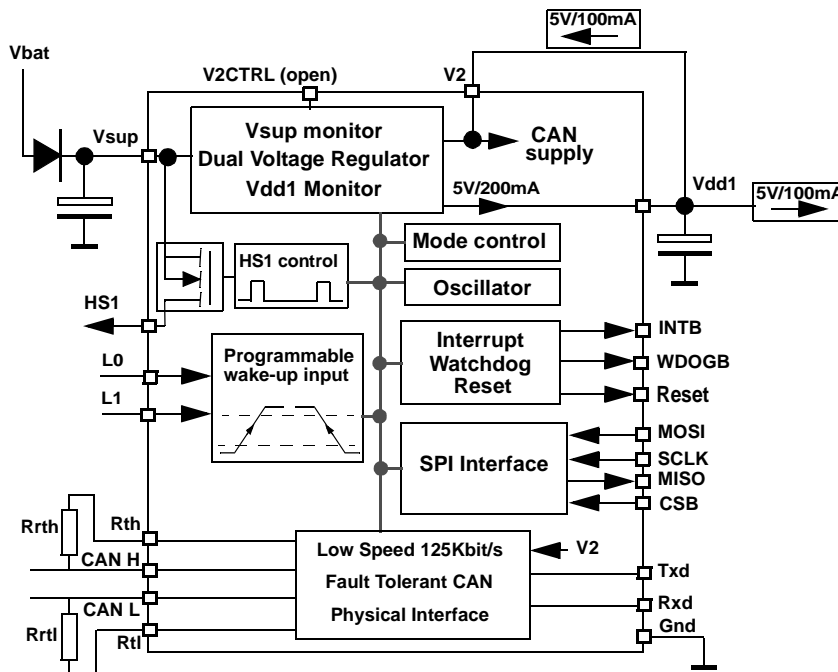 5V/100mA
Vbat
V2CTRL (open)
V2
Vsup
Vsup monitor
Dual Voltage Regulator
Vdd1 Monitor
CAN
supply
5V/200mA
Vdd1
5V/100mA
Mode control
HS1 control
Oscillator
HS1
Programmable
wake-up input
L0
L1
Interrupt
Watchdog
Reset
INTB
WDOGB
Reset
SPI Interface
MOSI
SCLK
MISO
CSB
Rrth
Rth
CAN H
CAN L
Rrtl
Rtl
Low Speed 125Kbit/s
Fault Tolerant CAN
Physical Interface
V2
Txd
Rxd
Gnd